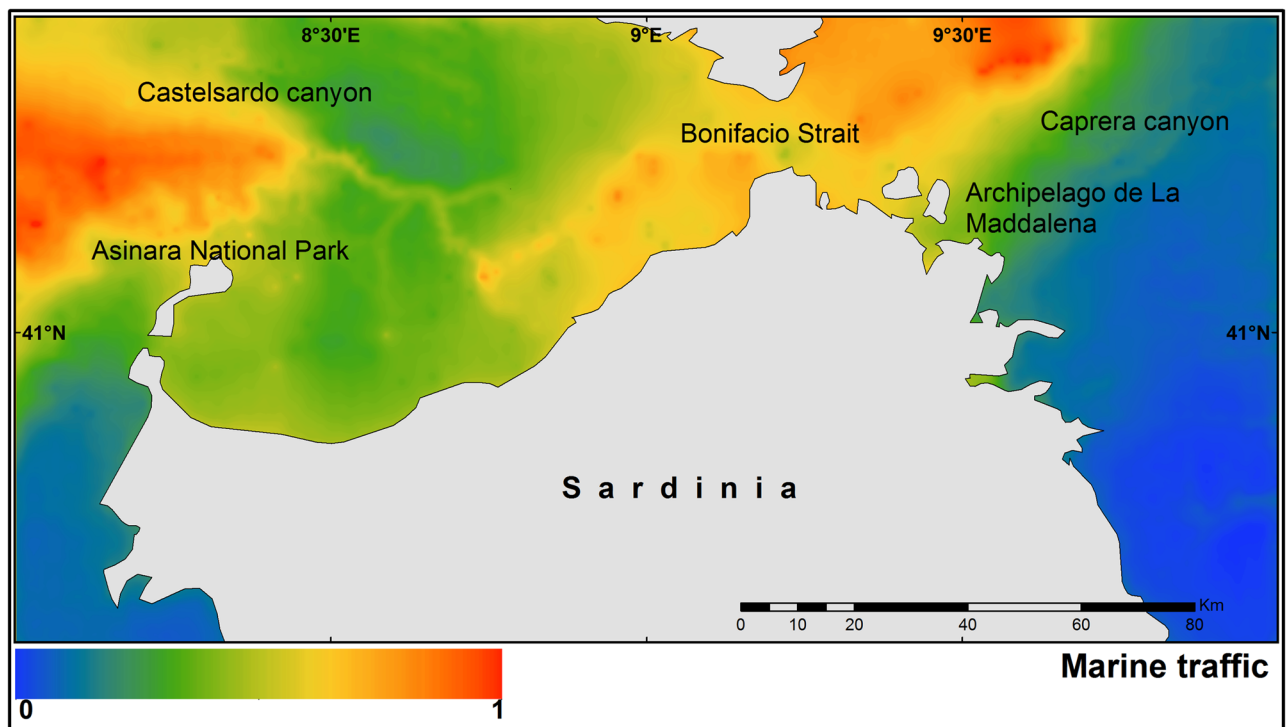 8°30'E 9°E 9°30'E
Castelsardo canyon
Caprera canyon
Bonifacio Strait
Archipelago de La
Maddalena
Asinara National Park
41°N 41°N
Sardinia
Km
0 10 20 40 60 80
Marine traffic
0 1